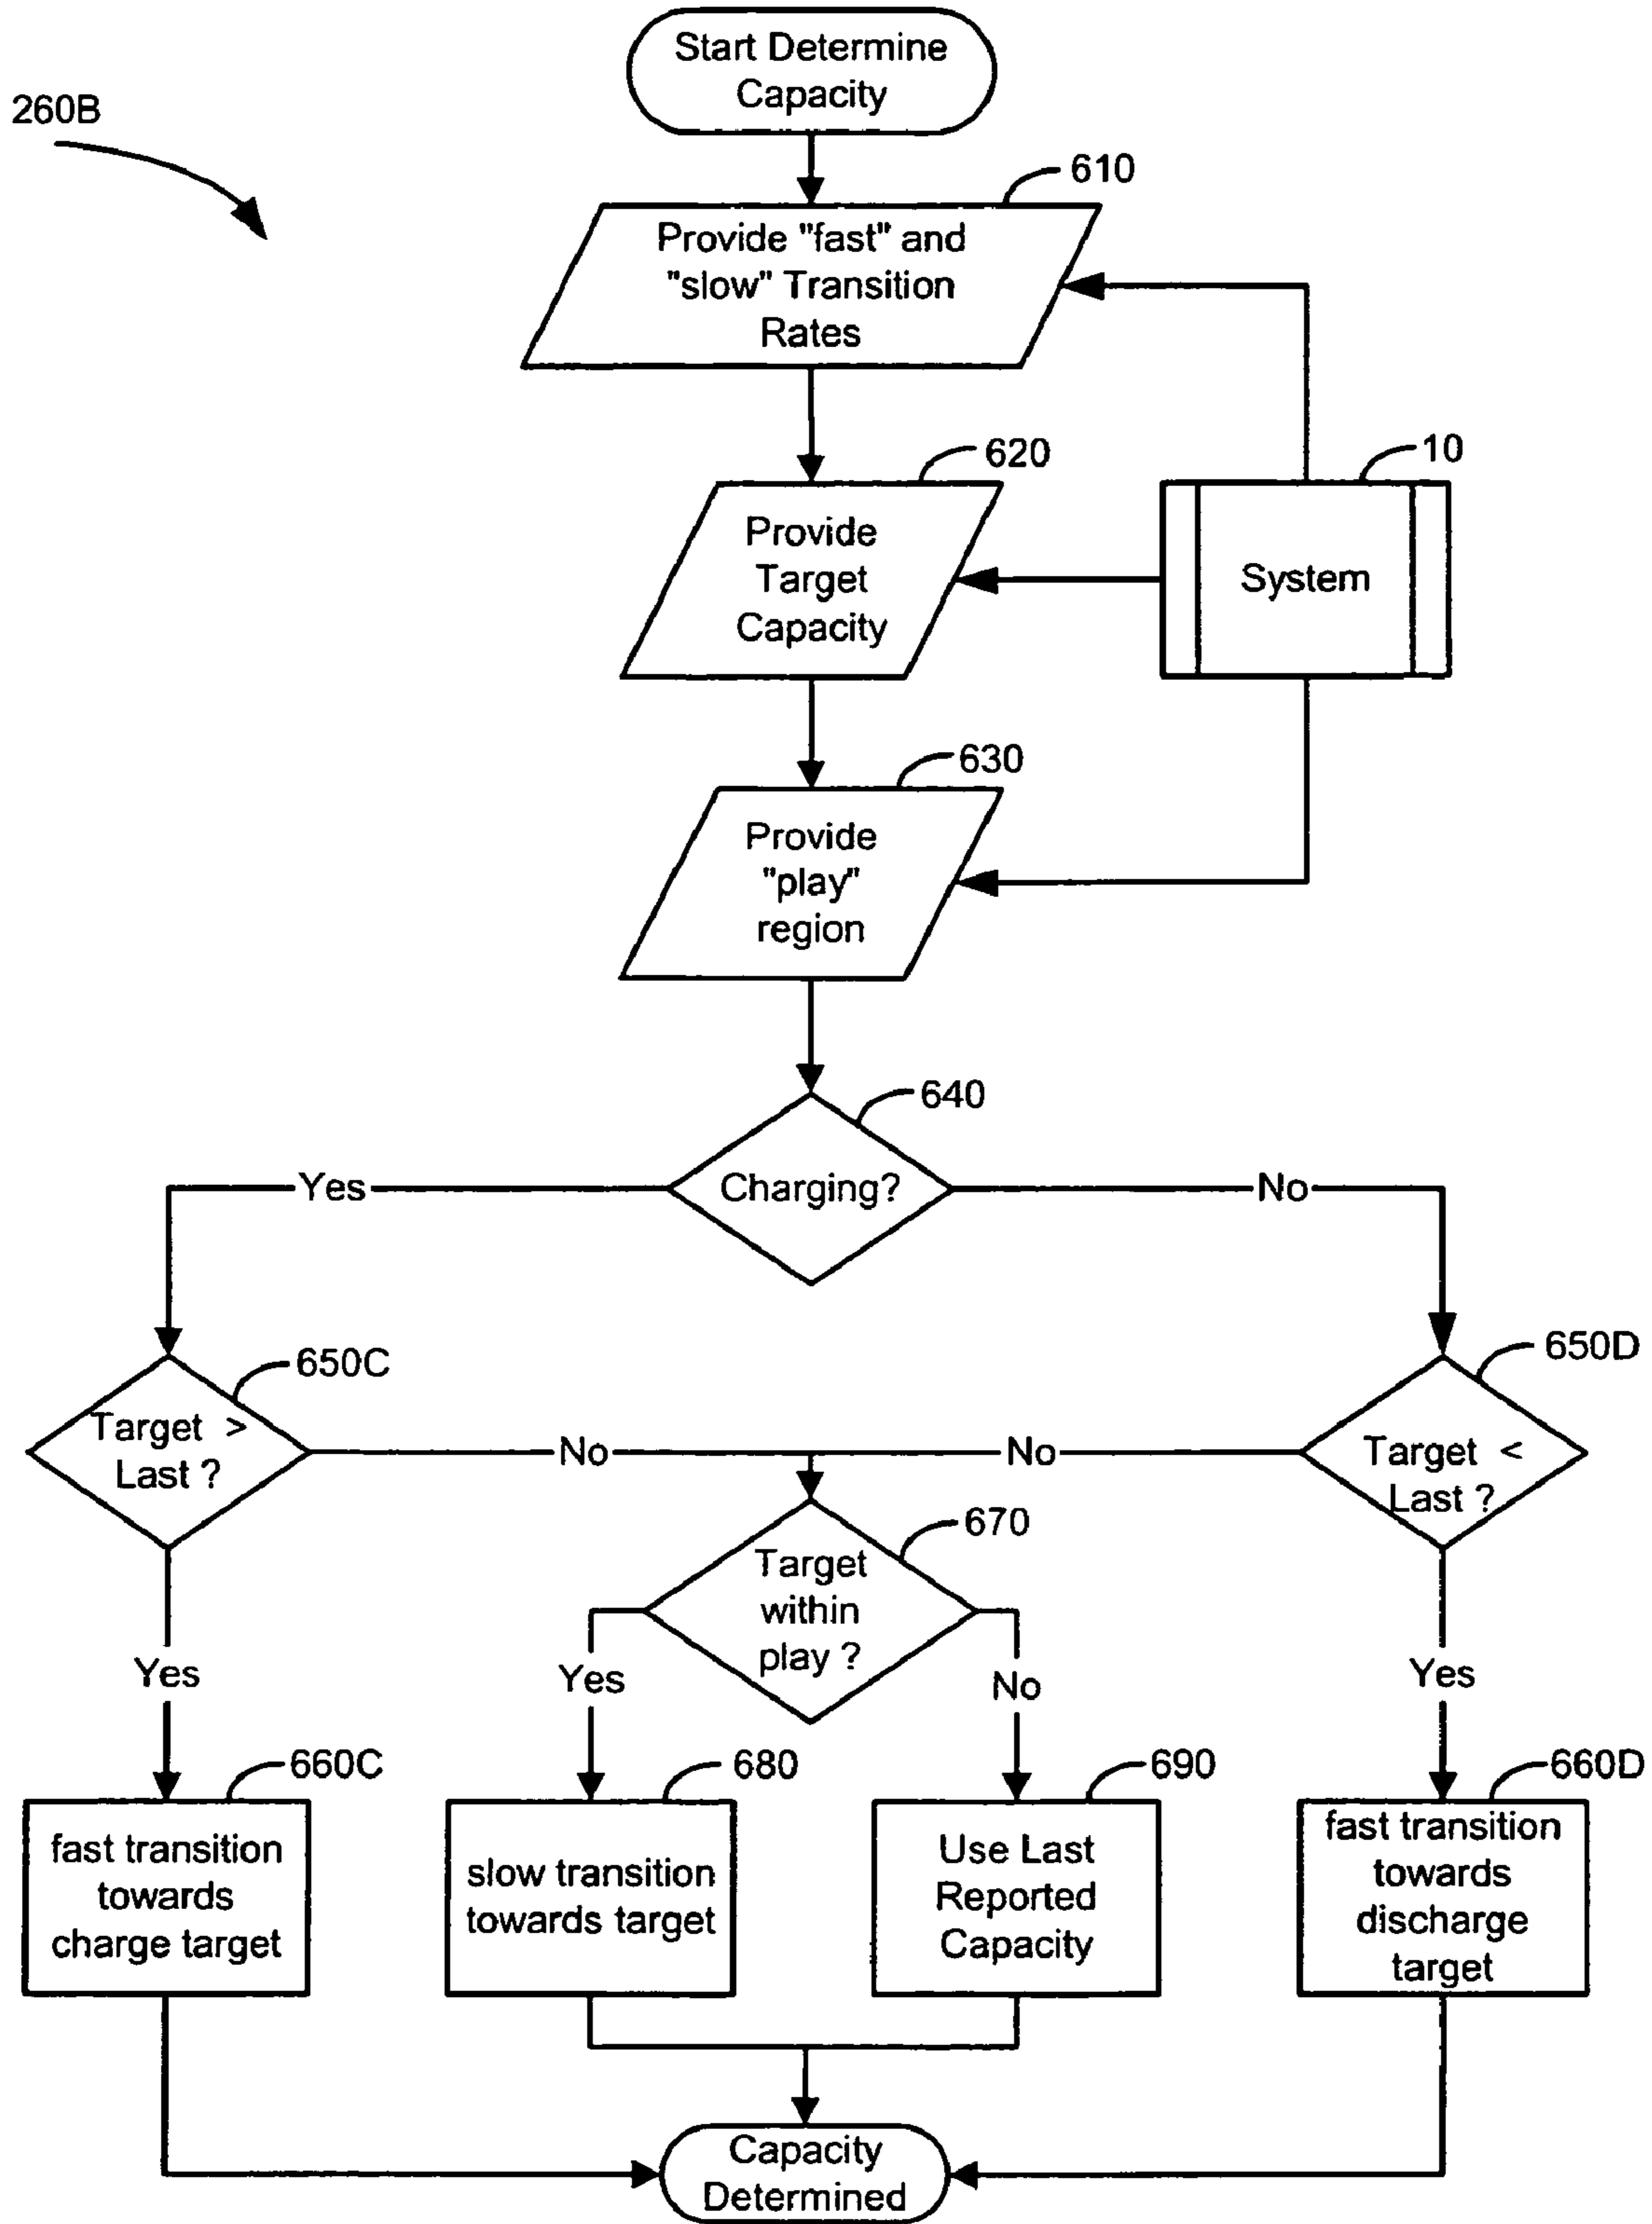 Start Determine
Capacity
260B
610
Provide "fast" and
"slow" Transition
Rates
620
10
Provide
Target
Capacity
System
630
Provide
"play"
region
640
Charging?
Yes
No
650C
650D
Target >
Last ?
No
No
Target <
Last ?
670
Target
within
play ?
Yes
Yes
No
Yes
660C
680
690
660D
fast transition
towards
charge target
slow transition
towards target
Use Last
Reported
Capacity
fast transition
towards
discharge
target
Capacity
Determined